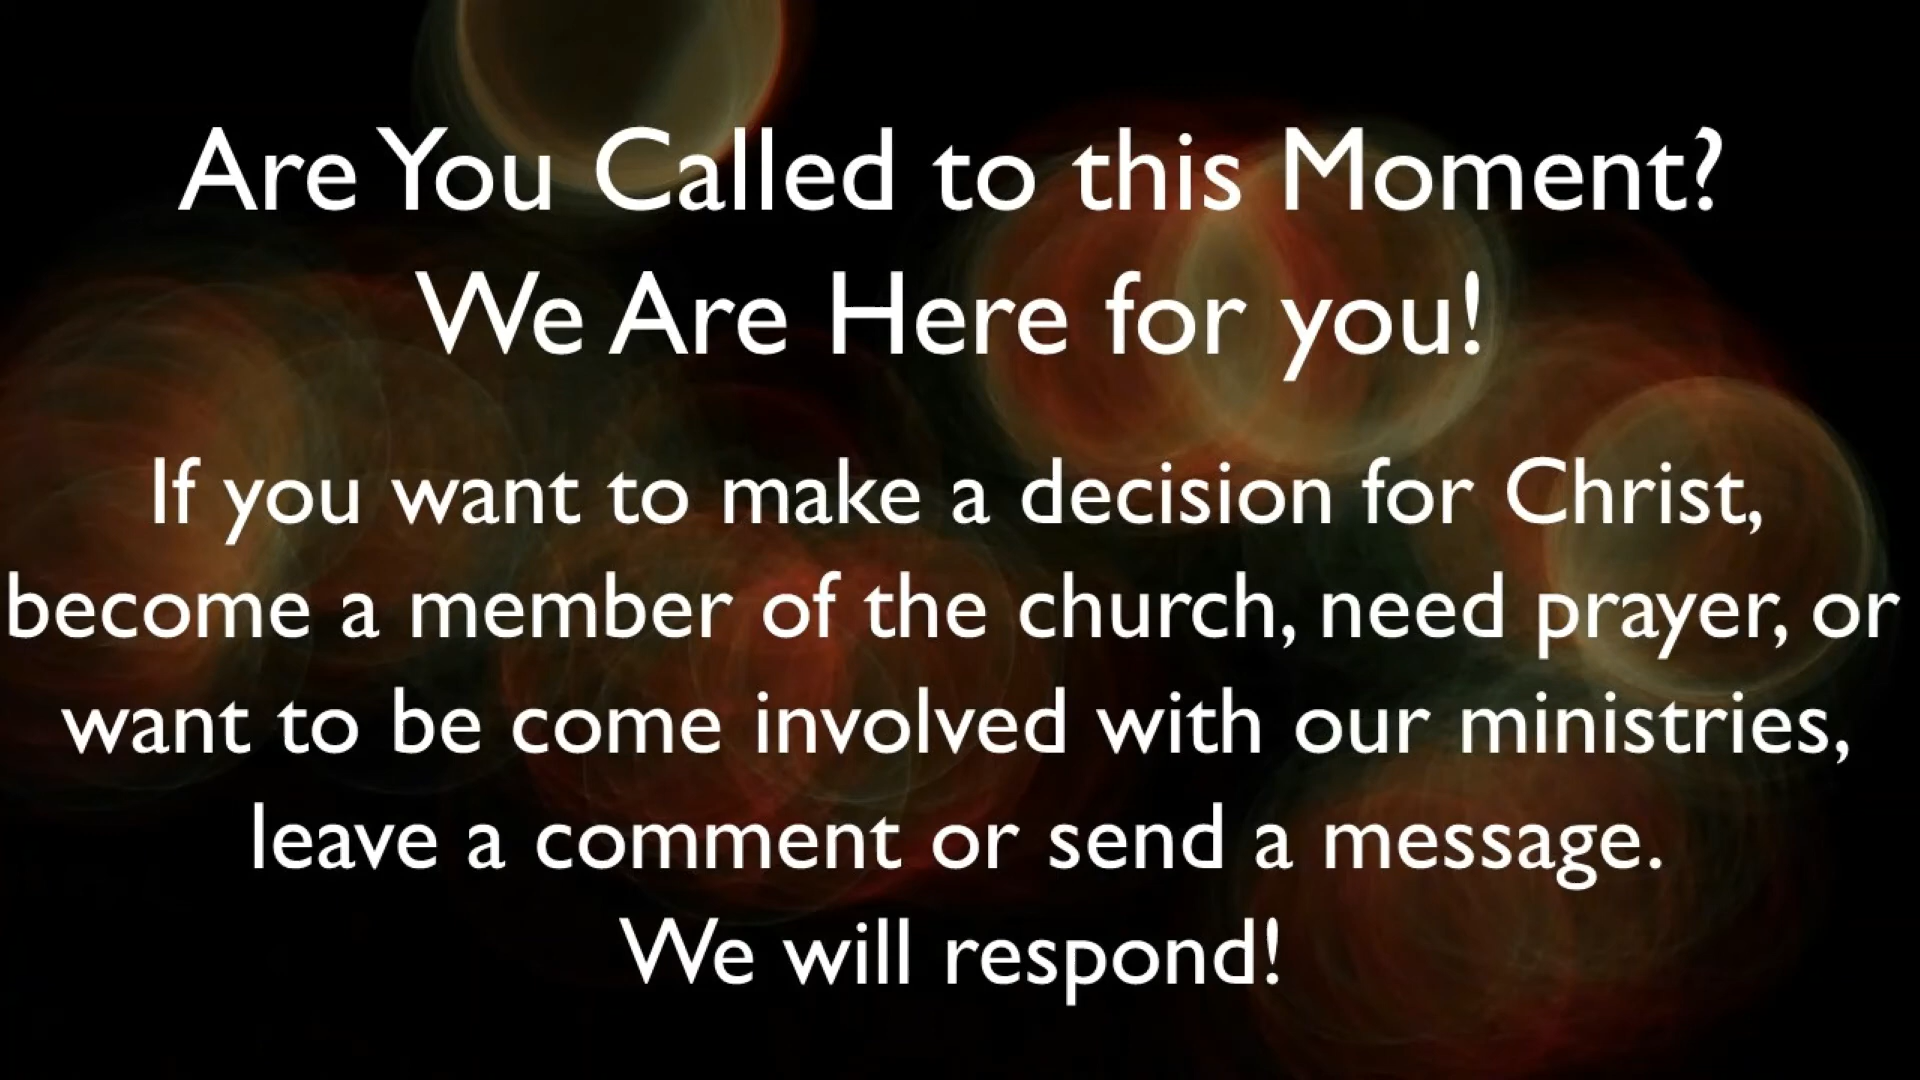 Are You Called to this Moment?
We Are Here for you!
If you want to make a decision for Christ,
become a member of the church, need prayer, or
want to be come involved with our ministries,
leave a comment or send a message.
We will respond!